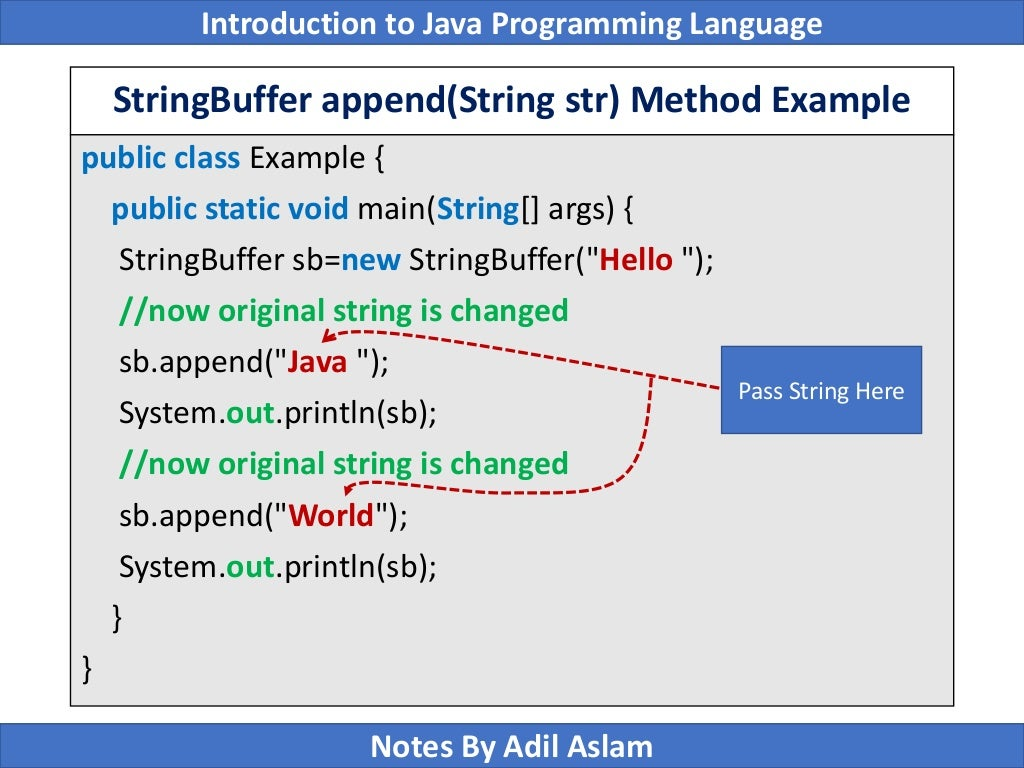 Introduction to Java Programming Language
StringBuffer append(String str) Method Example
public class Example {
public static void main(String[] args) {
StringBuffer sb=new StringBuffer("Hello ");
//now original string is changed
sb.append("Java ");
Pass String Here
System.out.println(sb);
//now original string is changed
sb.append("World");
System.out.println(sb);
}
}
Notes By Adil Aslam